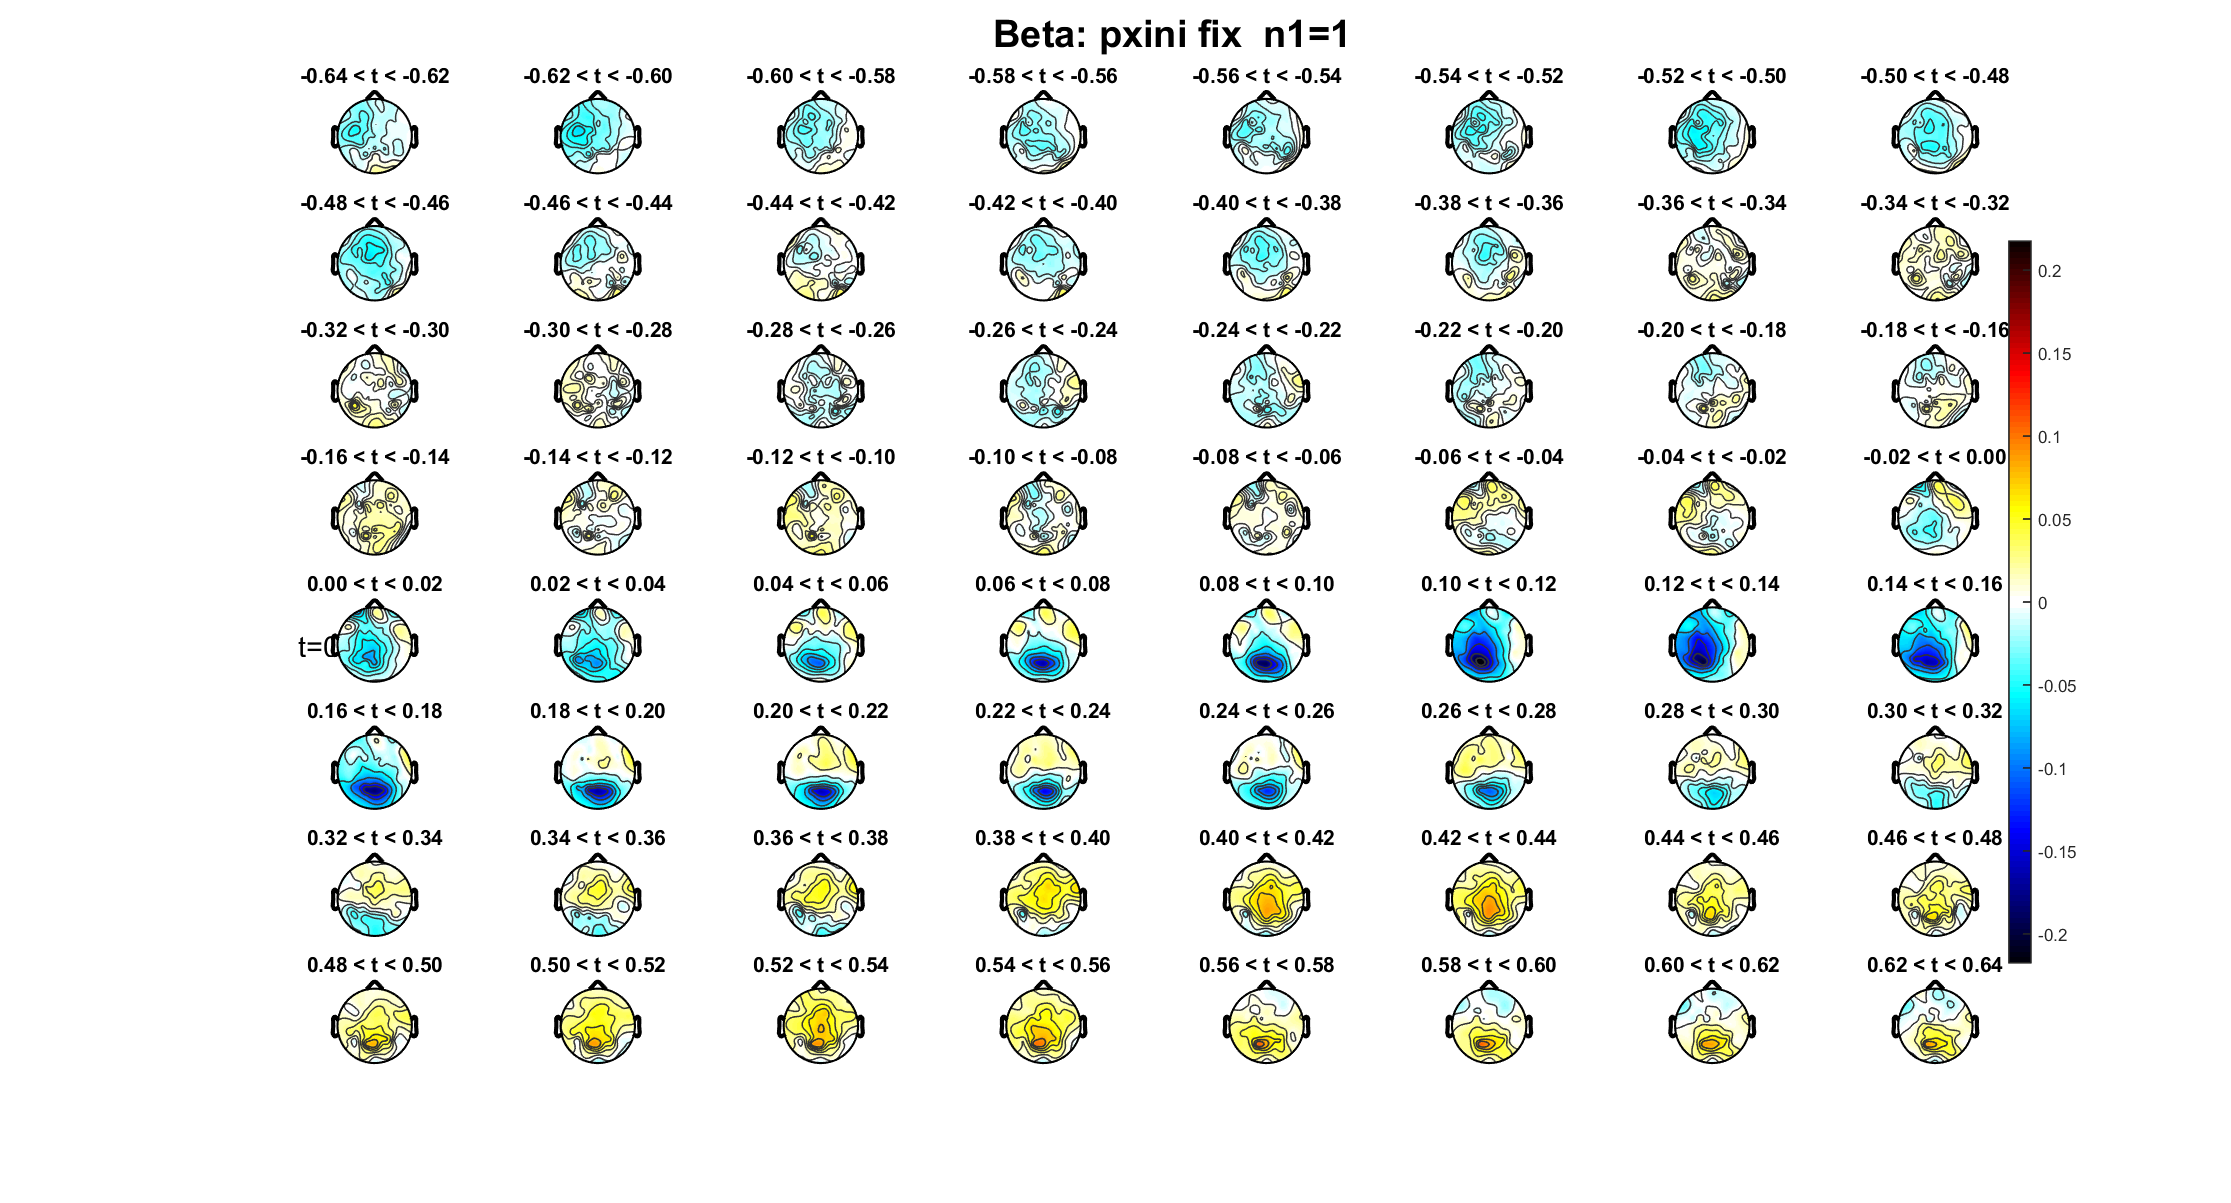 Beta: pxini fix  n1=1
-0.64 < t < -0.62 -0.62 < t < -0.60 -0.60 < t < -0.58 -0.58 < t < -0.56 -0.56 < t < -0.54 -0.54 < t < -0.52 -0.52 < t < -0.50 -0.50 < t < -0.48
-0.48 < t < -0.46 -0.46 < t < -0.44 -0.44 < t < -0.42 -0.42 < t < -0.40 -0.40 < t < -0.38 -0.38 < t < -0.36 -0.36 < t < -0.34 -0.34 < t < -0.32
-0.32 < t < -0.30 -0.30 < t < -0.28 -0.28 < t < -0.26 -0.26 < t < -0.24 -0.24 < t < -0.22 -0.22 < t < -0.20 -0.20 < t < -0.18 -0.18 < t < -0.16
-0.16 < t < -0.14 -0.14 < t < -0.12 -0.12 < t < -0.10 -0.10 < t < -0.08 -0.08 < t < -0.06 -0.06 < t < -0.04 -0.04 < t < -0.02 -0.02 < t < 0.00
0.00 < t < 0.02 0.02 < t < 0.04 0.04 < t < 0.06 0.06 < t < 0.08 0.08 < t < 0.10 0.10 < t < 0.12 0.12 < t < 0.14 0.14 < t < 0.16
t=0
0.16 < t < 0.18 0.18 < t < 0.20 0.20 < t < 0.22 0.22 < t < 0.24 0.24 < t < 0.26 0.26 < t < 0.28 0.28 < t < 0.30 0.30 < t < 0.32
0.32 < t < 0.34 0.34 < t < 0.36 0.36 < t < 0.38 0.38 < t < 0.40 0.40 < t < 0.42 0.42 < t < 0.44 0.44 < t < 0.46 0.46 < t < 0.48
0.48 < t < 0.50 0.50 < t < 0.52 0.52 < t < 0.54 0.54 < t < 0.56 0.56 < t < 0.58 0.58 < t < 0.60 0.60 < t < 0.62 0.62 < t < 0.64
0.2
0.15
0.1
0.05
0
-0.05
-0.1
-0.15
-0.2